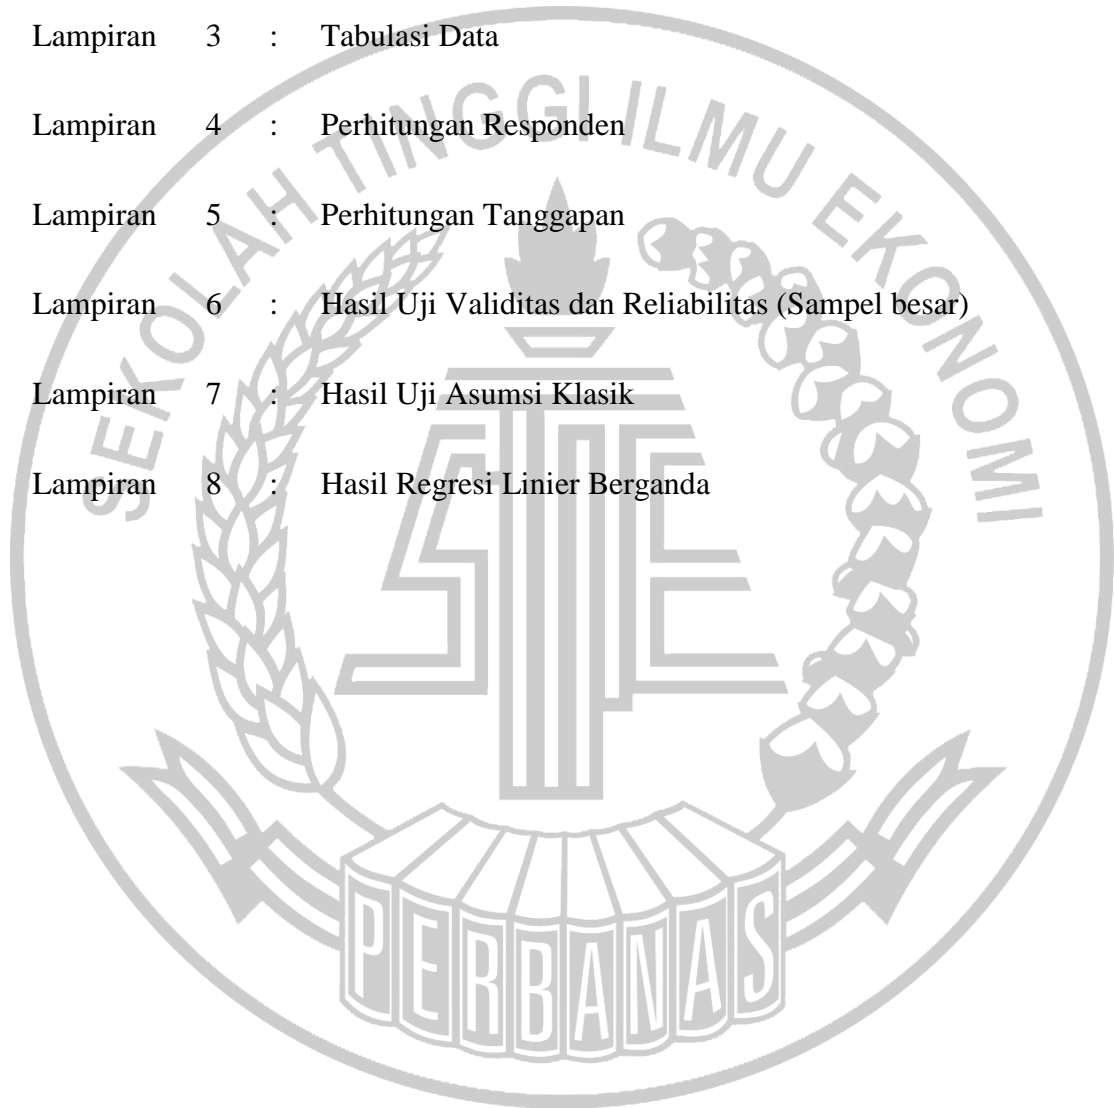 Lampiran 3 : Tabulasi Data
Lampiran 4 : Perhitungan Responden
Lampiran 5 : Perhitungan Tanggapan
Lampiran 6 : Hasil Uji Validitas dan Reliabilitas (Sampel besar)
Lampiran 7 : Hasil Uji Asumsi Klasik
Lampiran 8 : Hasil Regresi Linier Berganda
SEKOLAH TINGGI ILMU EKONOMI
STIE
PERBANAS